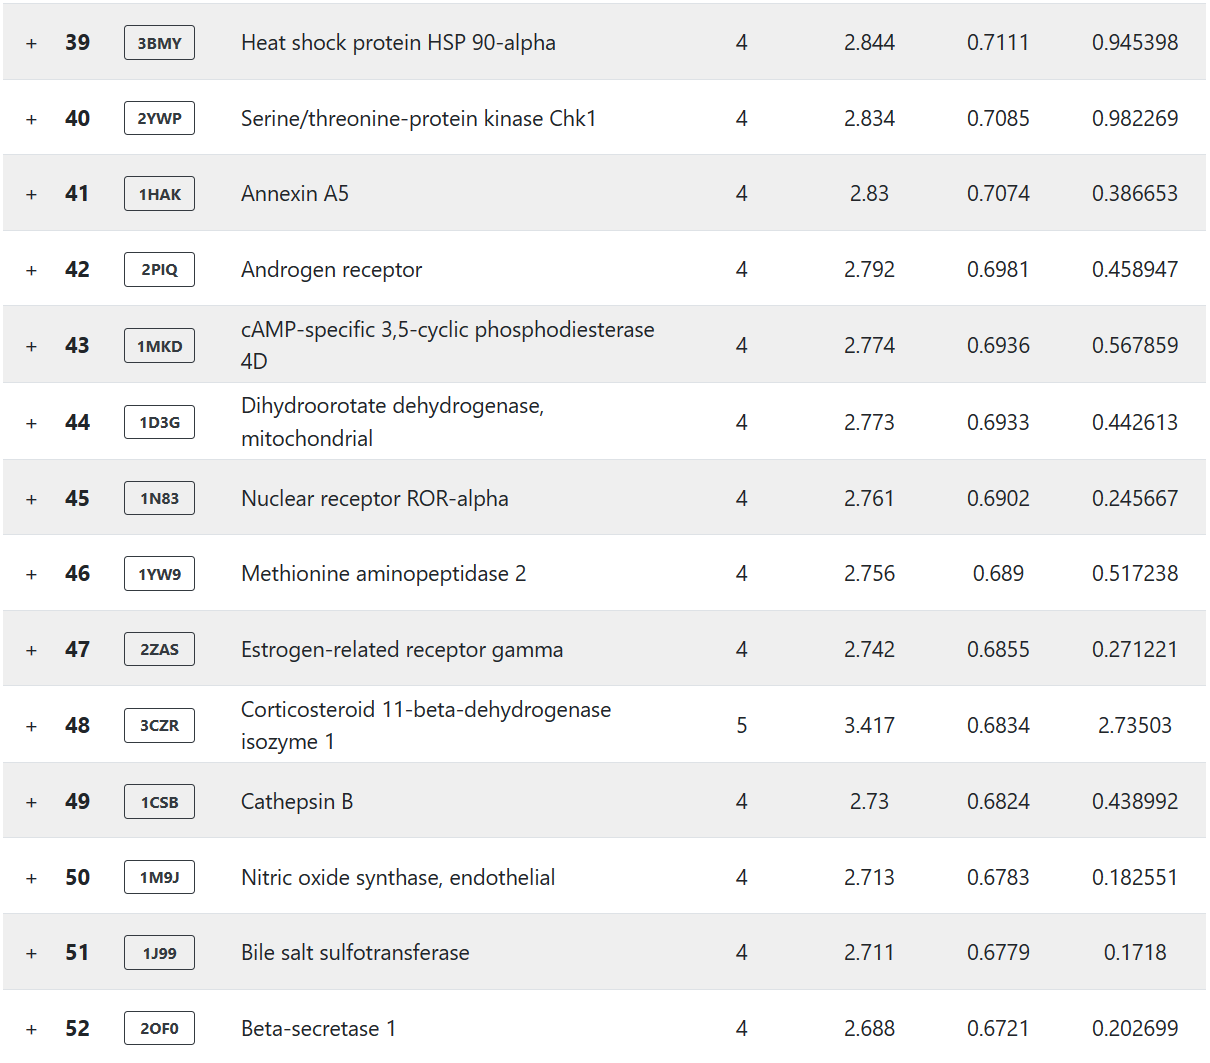 + 39 3BMY Heat shock protein HSP 90-alpha 4 2.844 0.7111 0.945398
+ 40 2YWP Serine/threonine-protein kinase Chk1 4 2.834 0.7085 0.982269
+ 41 1HAK Annexin A5 4 2.83 0.7074 0.386653
+ 42 2PIQ Androgen receptor 4 2.792 0.6981 0.458947
+ 43 1MKD cAMP-specific 3,5-cyclic phosphodiesterase 4 2.774 0.6936 0.567859
4D
+ 44 1D3G Dihydroorotate dehydrogenase, 4 2.773 0.6933 0.442613
mitochondrial
+ 45 1N83 Nuclear receptor ROR-alpha 4 2.761 0.6902 0.245667
+ 46 1YW9 Methionine aminopeptidase 2 4 2.756 0.689 0.517238
+ 47 2ZAS Estrogen-related receptor gamma 4 2.742 0.6855 0.271221
+ 48 3CZR Corticosteroid 11-beta-dehydrogenase 5 3.417 0.6834 2.73503
isozyme 1
+ 49 1CSB Cathepsin B 4 2.73 0.6824 0.438992
+ 50 1M9J Nitric oxide synthase, endothelial 4 2.713 0.6783 0.182551
+ 51 1J99 Bile salt sulfotransferase 4 2.711 0.6779 0.1718
+ 52 2OF0 Beta-secretase 1 4 2.688 0.6721 0.202699